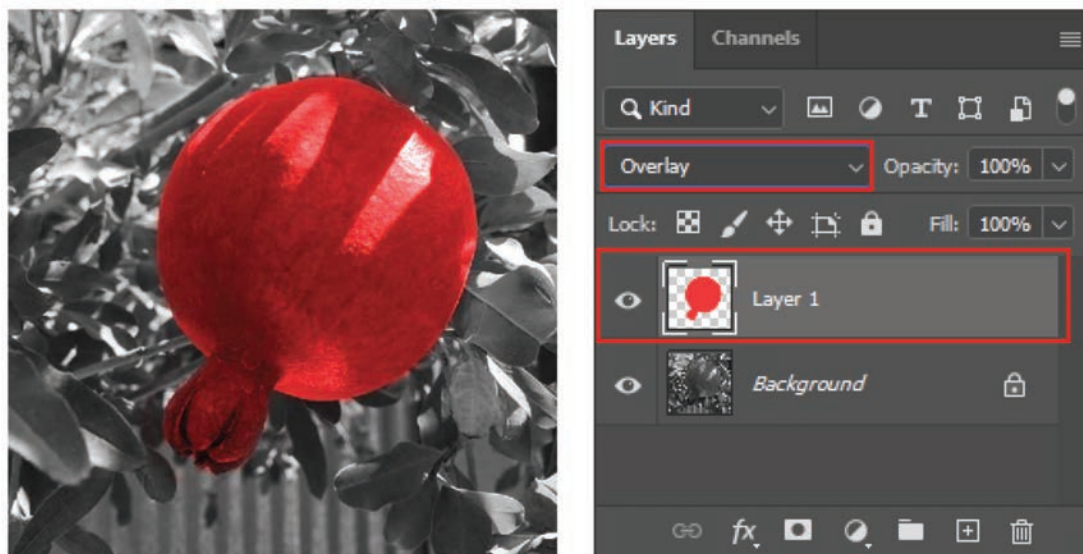 Layers Channels
Kind
Overlay Opacity: 100%
Lock: Fill: 100%
Layer 1
Background
fx